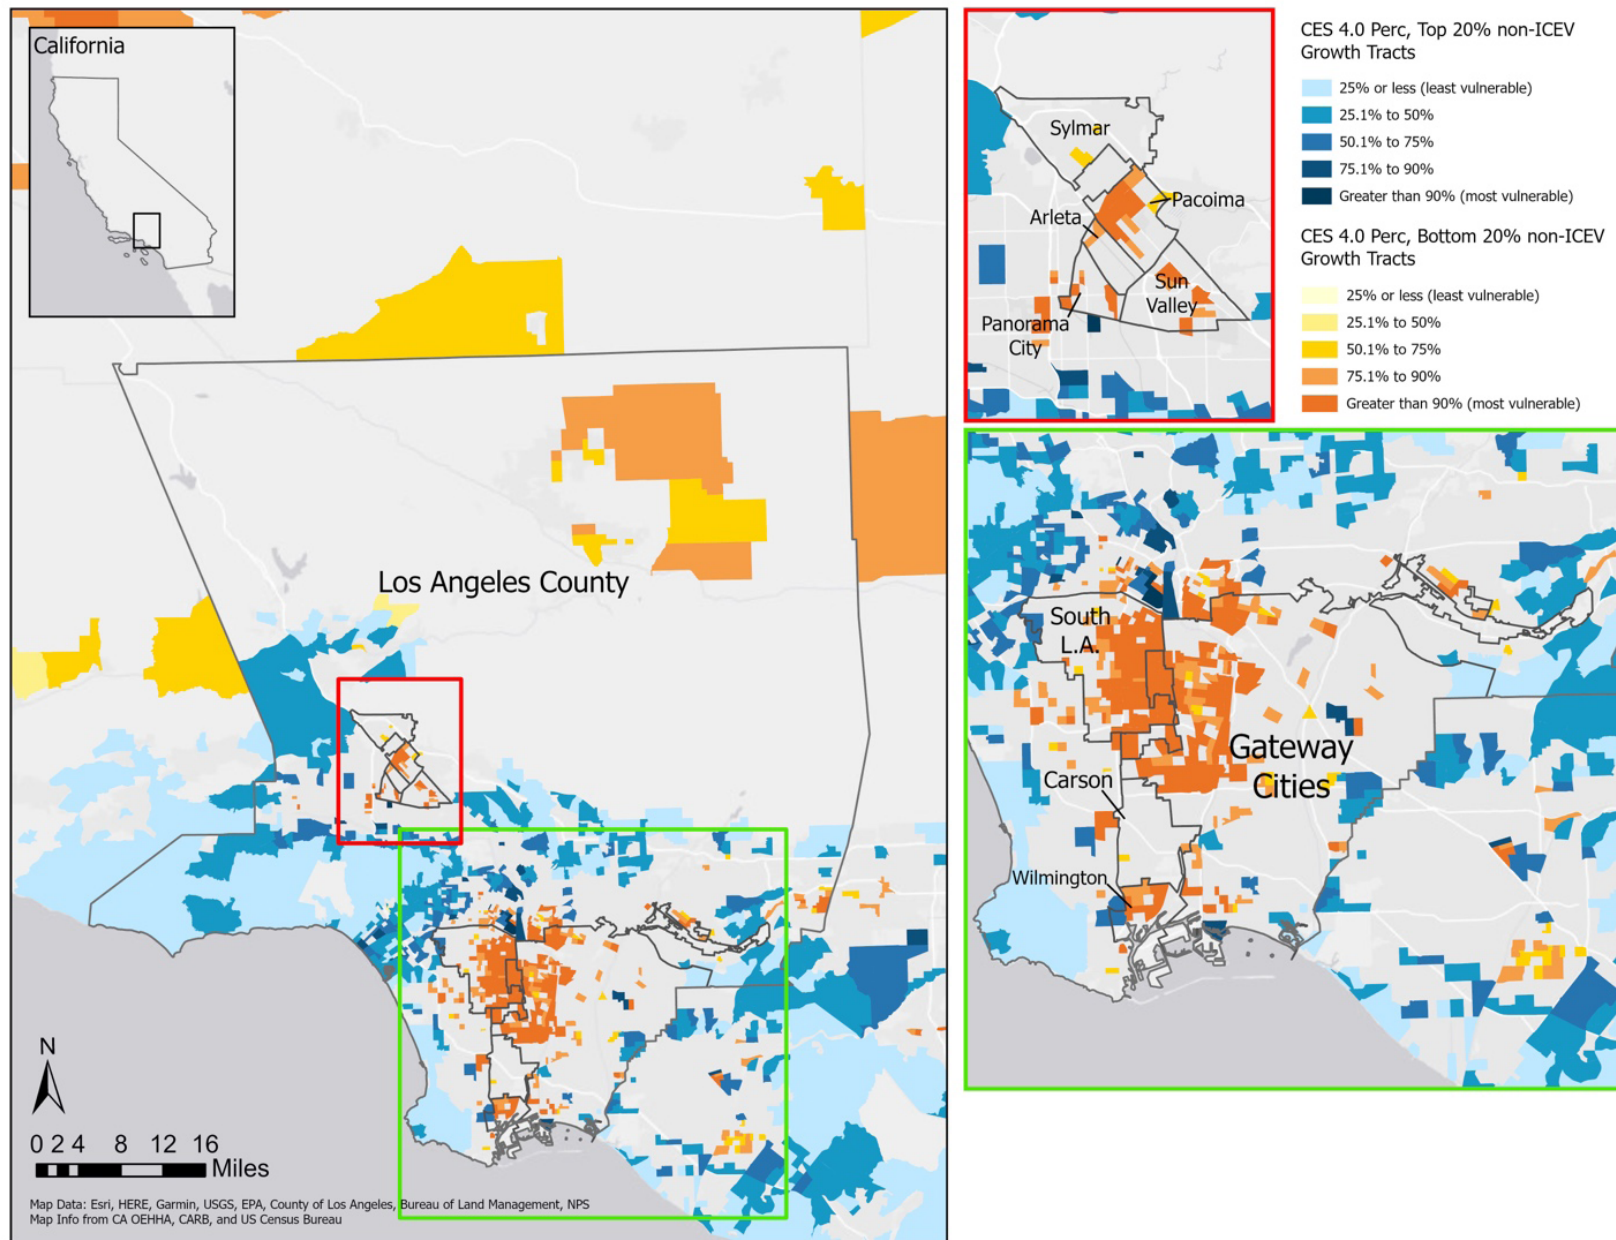 California
Los Angeles County
N
0 2 4 8 12 16
Miles
Map Data: Esri, HERE, Garmin, USGS, EPA, County of Los Angeles, Bureau of Land Management, NPS
Map Info from CA OEHHA, CARB, and US Census Bureau
Sylmar
Pacoima
Arleta
Sun
Valley
Panorama
City
CES 4.0 Perc, Top 20% non-ICEV
Growth Tracts
25% or less (least vulnerable)
25.1% to 50%
50.1% to 75%
75.1% to 90%
Greater than 90% (most vulnerable)
CES 4.0 Perc, Bottom 20% non-ICEV
Growth Tracts
25% or less (least vulnerable)
25.1% to 50%
50.1% to 75%
75.1% to 90%
Greater than 90% (most vulnerable)
South
L.A.
Gateway
Cities
Carson
Wilmington